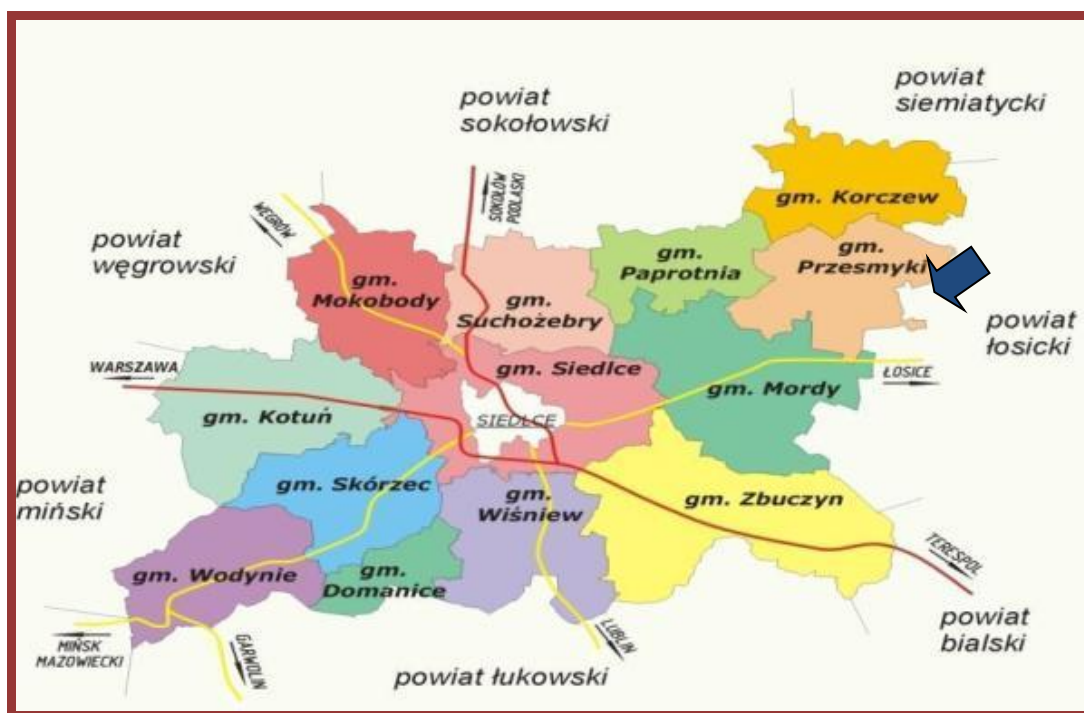 powiat
siemiatycki
powiat
sokołowski
gm. Korczew
SOKOŁÓW
PODLASKI
WĘGRÓW
powiat
węgrowski
gm.
Przesmyki
gm.
Paprotnia
gm.
Mokobody
gm.
Suchożebry
powiat
łosicki
WARSZAWA
gm. Siedlce
ŁOSICE
gm. Mordy
gm. Kotuń
SIEDLCE
powiat
miński
gm. Skórzec
gm.
Wiśniew
gm. Zbuczyn
TERESPOL
gm. Wodynie
gm.
Domanice
powiat
bialski
MIŃSK
MAZOWIECKI
GARWOLIN
LUBLIN
powiat łukowski